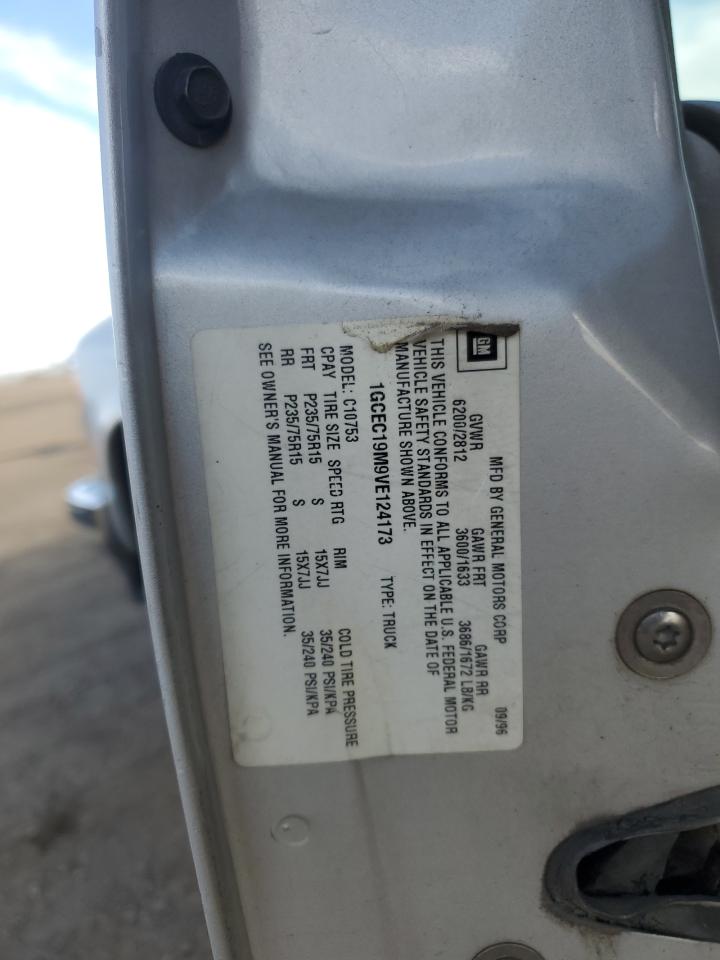 GM MFD BY GENERAL MOTORS CORP 09/96
GVWR GAWR FRT GAWR RR
6200/2812 3600/1633 3686/1672 LB/KG
THIS VEHICLE CONFORMS TO ALL APPLICABLE U.S. FEDERAL MOTOR
VEHICLE SAFETY STANDARDS IN EFFECT ON THE DATE OF
MANUFACTURE SHOWN ABOVE.
1GCEC19M9VE124173 TYPE: TRUCK
MODEL: C10753
CPAY TIRE SIZE SPEED RTG RIM COLD TIRE PRESSURE
FRT P235/75R15 S 15X7JJ 35/240 PSI/KPA
RR P235/75R15 S 15X7JJ 35/240 PSI/KPA
SEE OWNER'S MANUAL FOR MORE INFORMATION.